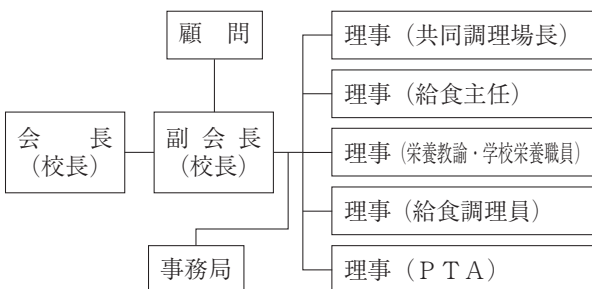 顧 問
会 長
（校長）
副 会 長
（校長）
事務局
理事（共同調理場長）
理事（給食主任）
理事（栄養教諭・学校栄養職員）
理事（給食調理員）
理事（ＰＴＡ）